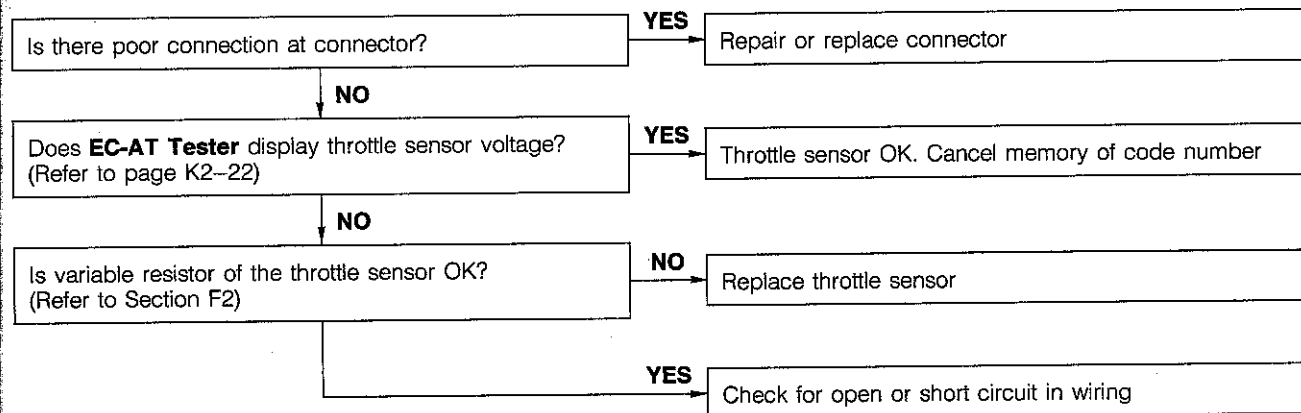 Is there poor connection at connector?
YES
Repair or replace connector
NO
Does EC-AT Tester display throttle sensor voltage?
(Refer to page K2–22)
YES
Throttle sensor OK. Cancel memory of code number
NO
Is variable resistor of the throttle sensor OK?
(Refer to Section F2)
NO
Replace throttle sensor
YES
Check for open or short circuit in wiring